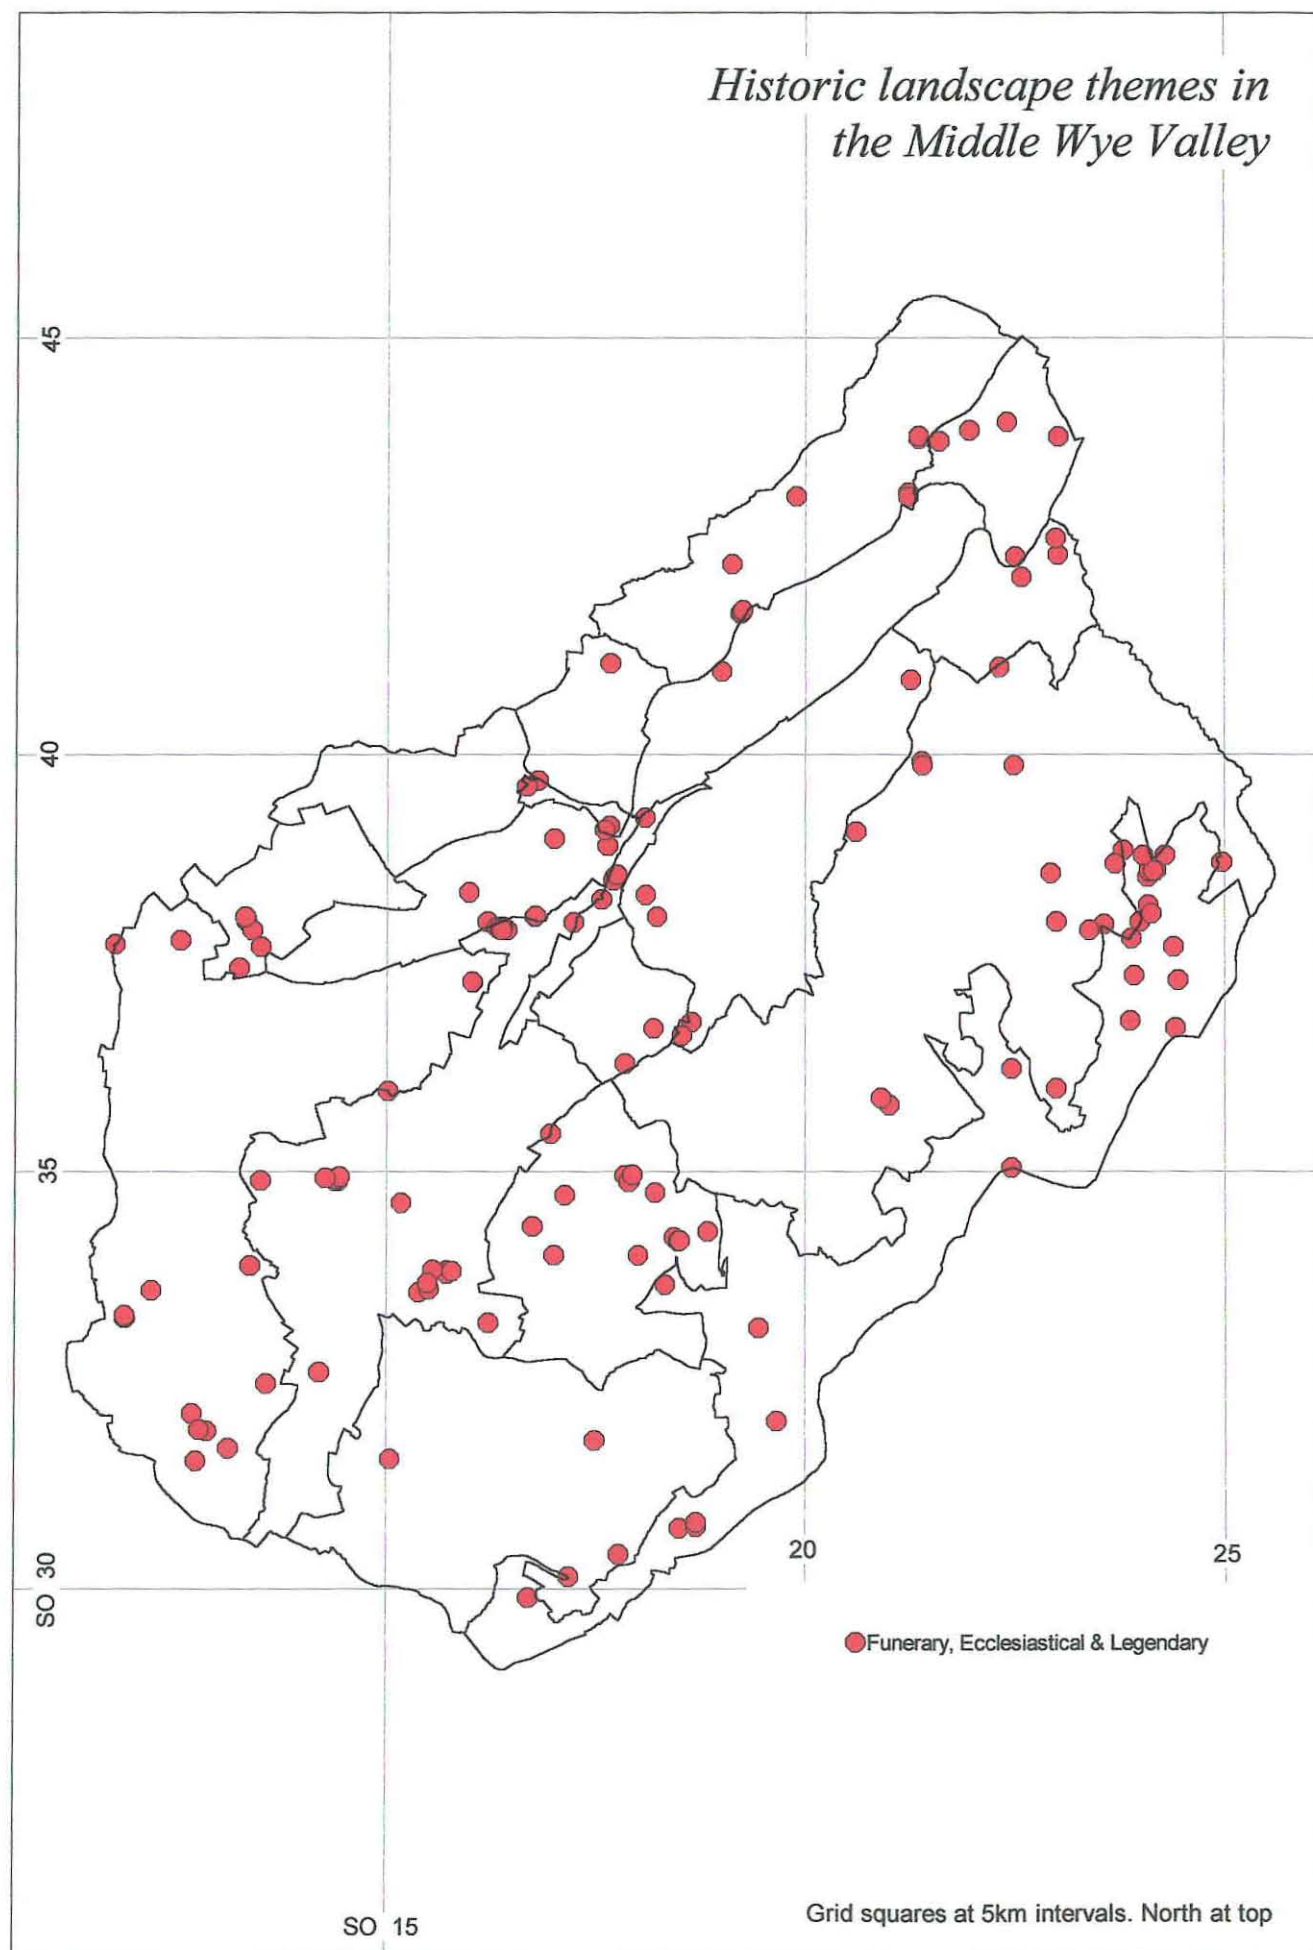 Historic landscape themes in
the Middle Wye Valley
45
40
35
SO 30
20
25
Funerary, Ecclesiastical & Legendary
SO 15
Grid squares at 5km intervals. North at top